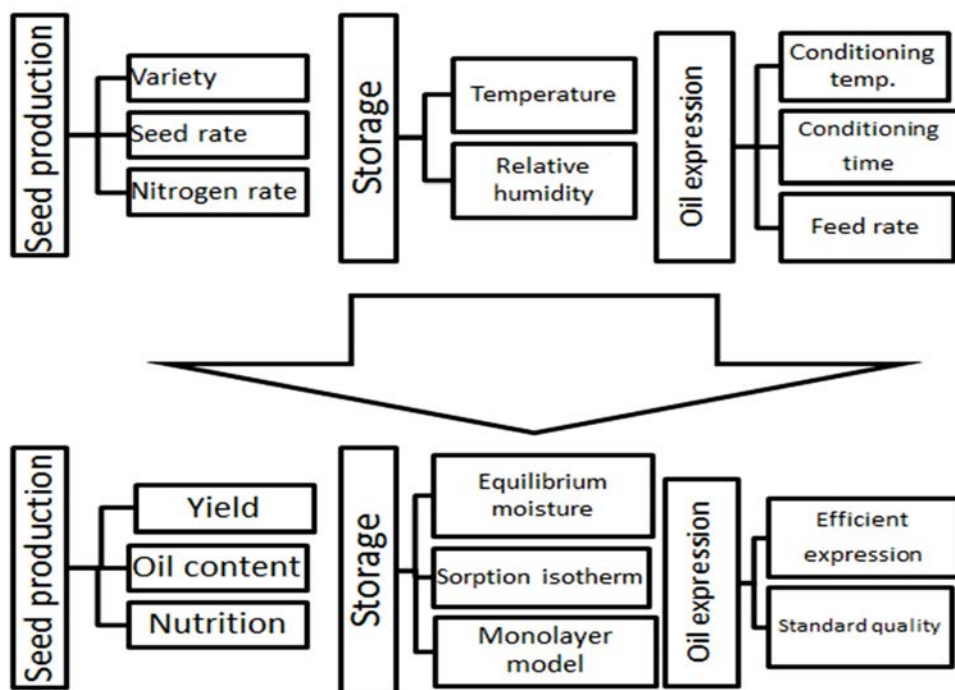 Seed production
Variety
Seed rate
Nitrogen rate
Storage
Temperature
Relative
humidity
Oil expression
Conditioning
temp.
Conditioning
time
Feed rate
Seed production
Yield
Oil content
Nutrition
Storage
Equilibrium
moisture
Sorption isotherm
Monolayer
model
Oil expression
Efficient
expression
Standard quality